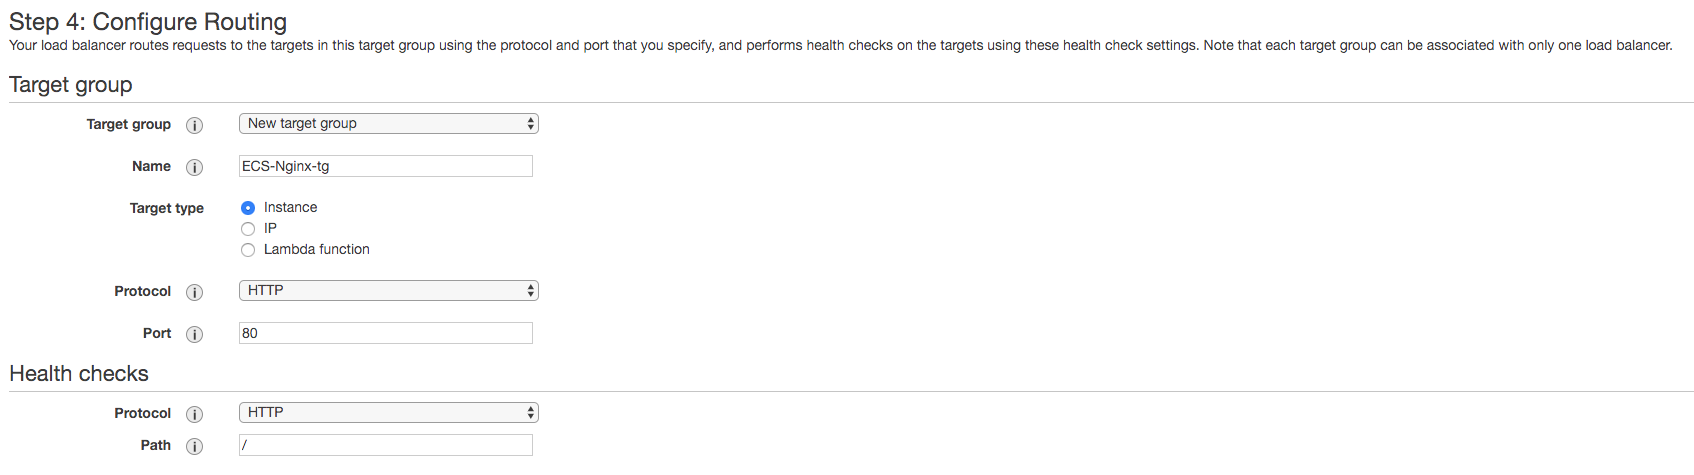 Step 4: Configure Routing
Your load balancer routes requests to the targets in this target group using the protocol and port that you specify, and performs health checks on the targets using these health check settings. Note that each target group can be associated with only one load balancer.
Target group
Target group i New target group
Name i ECS-Nginx-tg
Target type Instance
IP
Lambda function
Protocol i HTTP
Port i 80
Health checks
Protocol i HTTP
Path i /